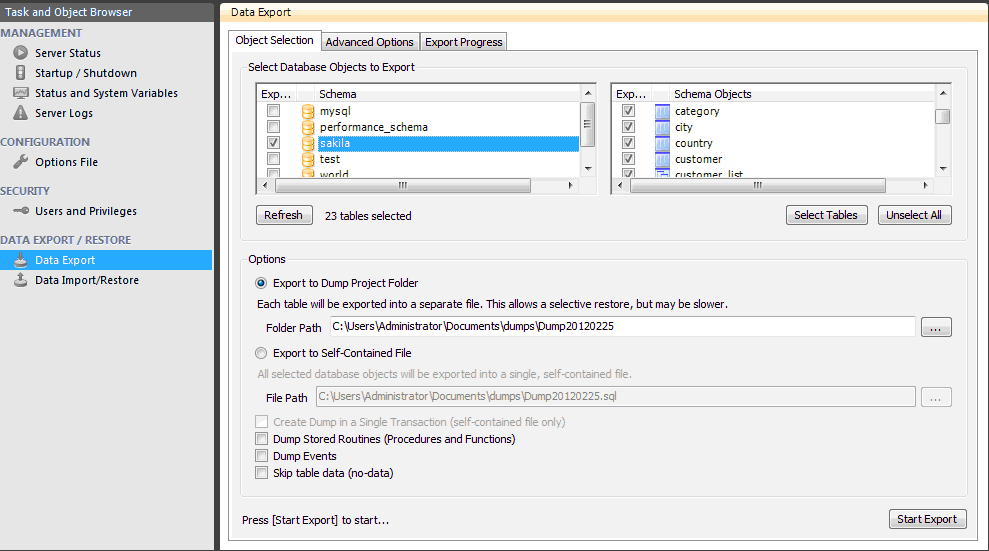 Task and Object Browser
MANAGEMENT
Server Status
Startup / Shutdown
Status and System Variables
Server Logs
CONFIGURATION
Options File
SECURITY
Users and Privileges
DATA EXPORT / RESTORE
Data Export
Data Import/Restore
Data Export
Object Selection
Advanced Options
Export Progress
Select Database Objects to Export
Exp... Schema
mysql
performance_schema
sakila
test
world
Exp... Schema Objects
category
city
country
customer
customer_list
Refresh
23 tables selected
Select Tables
Unselect All
Options
Export to Dump Project Folder
Each table will be exported into a separate file. This allows a selective restore, but may be slower.
Folder Path C:\Users\Administrator\Documents\dumps\Dump20120225 ...
Export to Self-Contained File
All selected database objects will be exported into a single, self-contained file.
File Path C:\Users\Administrator\Documents\dumps\Dump20120225.sql ...
Create Dump in a Single Transaction (self-contained file only)
Dump Stored Routines (Procedures and Functions)
Dump Events
Skip table data (no-data)
Press [Start Export] to start...
Start Export